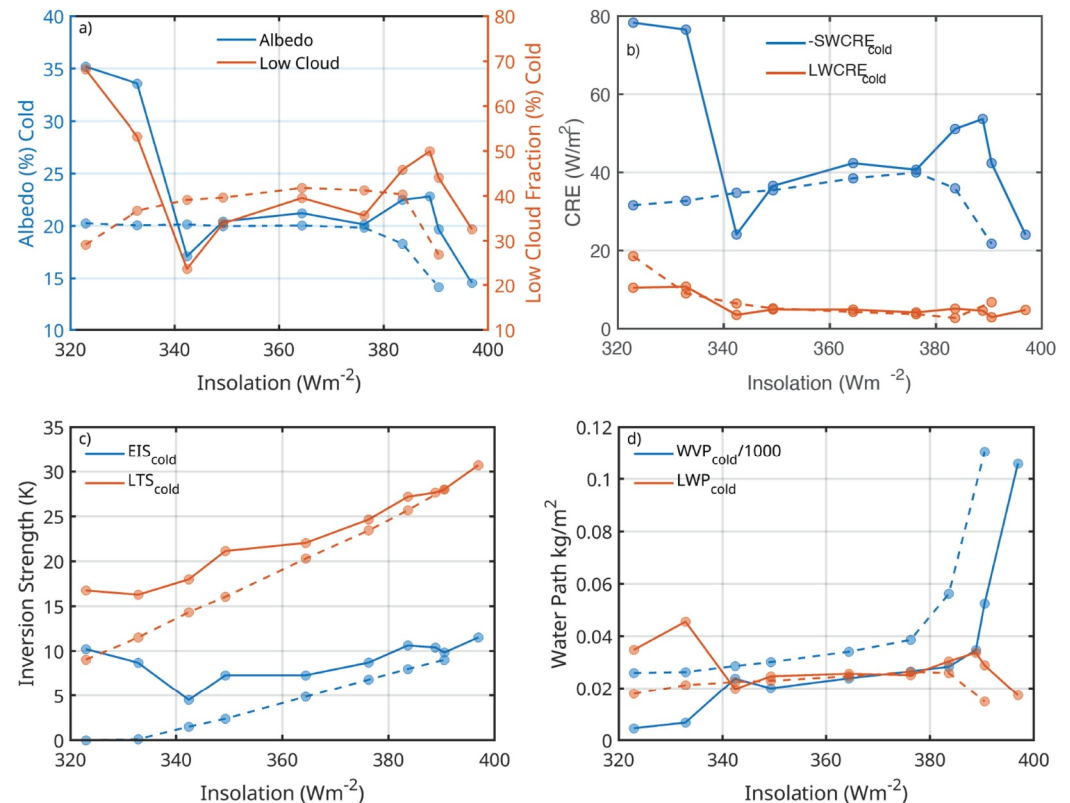 a)
Albedo
Low Cloud
40
35
30
25
20
15
10
Albedo (%) Cold
80
70
60
50
40
30
20
10
Low Cloud Fraction (%) Cold
320 340 360 380 400
Insolation (Wm-2)
b)
-SWCREcold
LWCREcold
80
60
40
20
0
CRE (W/m2)
320 340 360 380 400
Insolation (Wm -2)
c)
EIScold
LTScold
35
30
25
20
15
10
5
0
Inversion Strength (K)
320 340 360 380 400
Insolation (Wm-2)
d)
WVPcold/1000
LWPcold
0.12
0.1
0.08
0.06
0.04
0.02
0
Water Path kg/m2
320 340 360 380 400
Insolation (Wm-2)